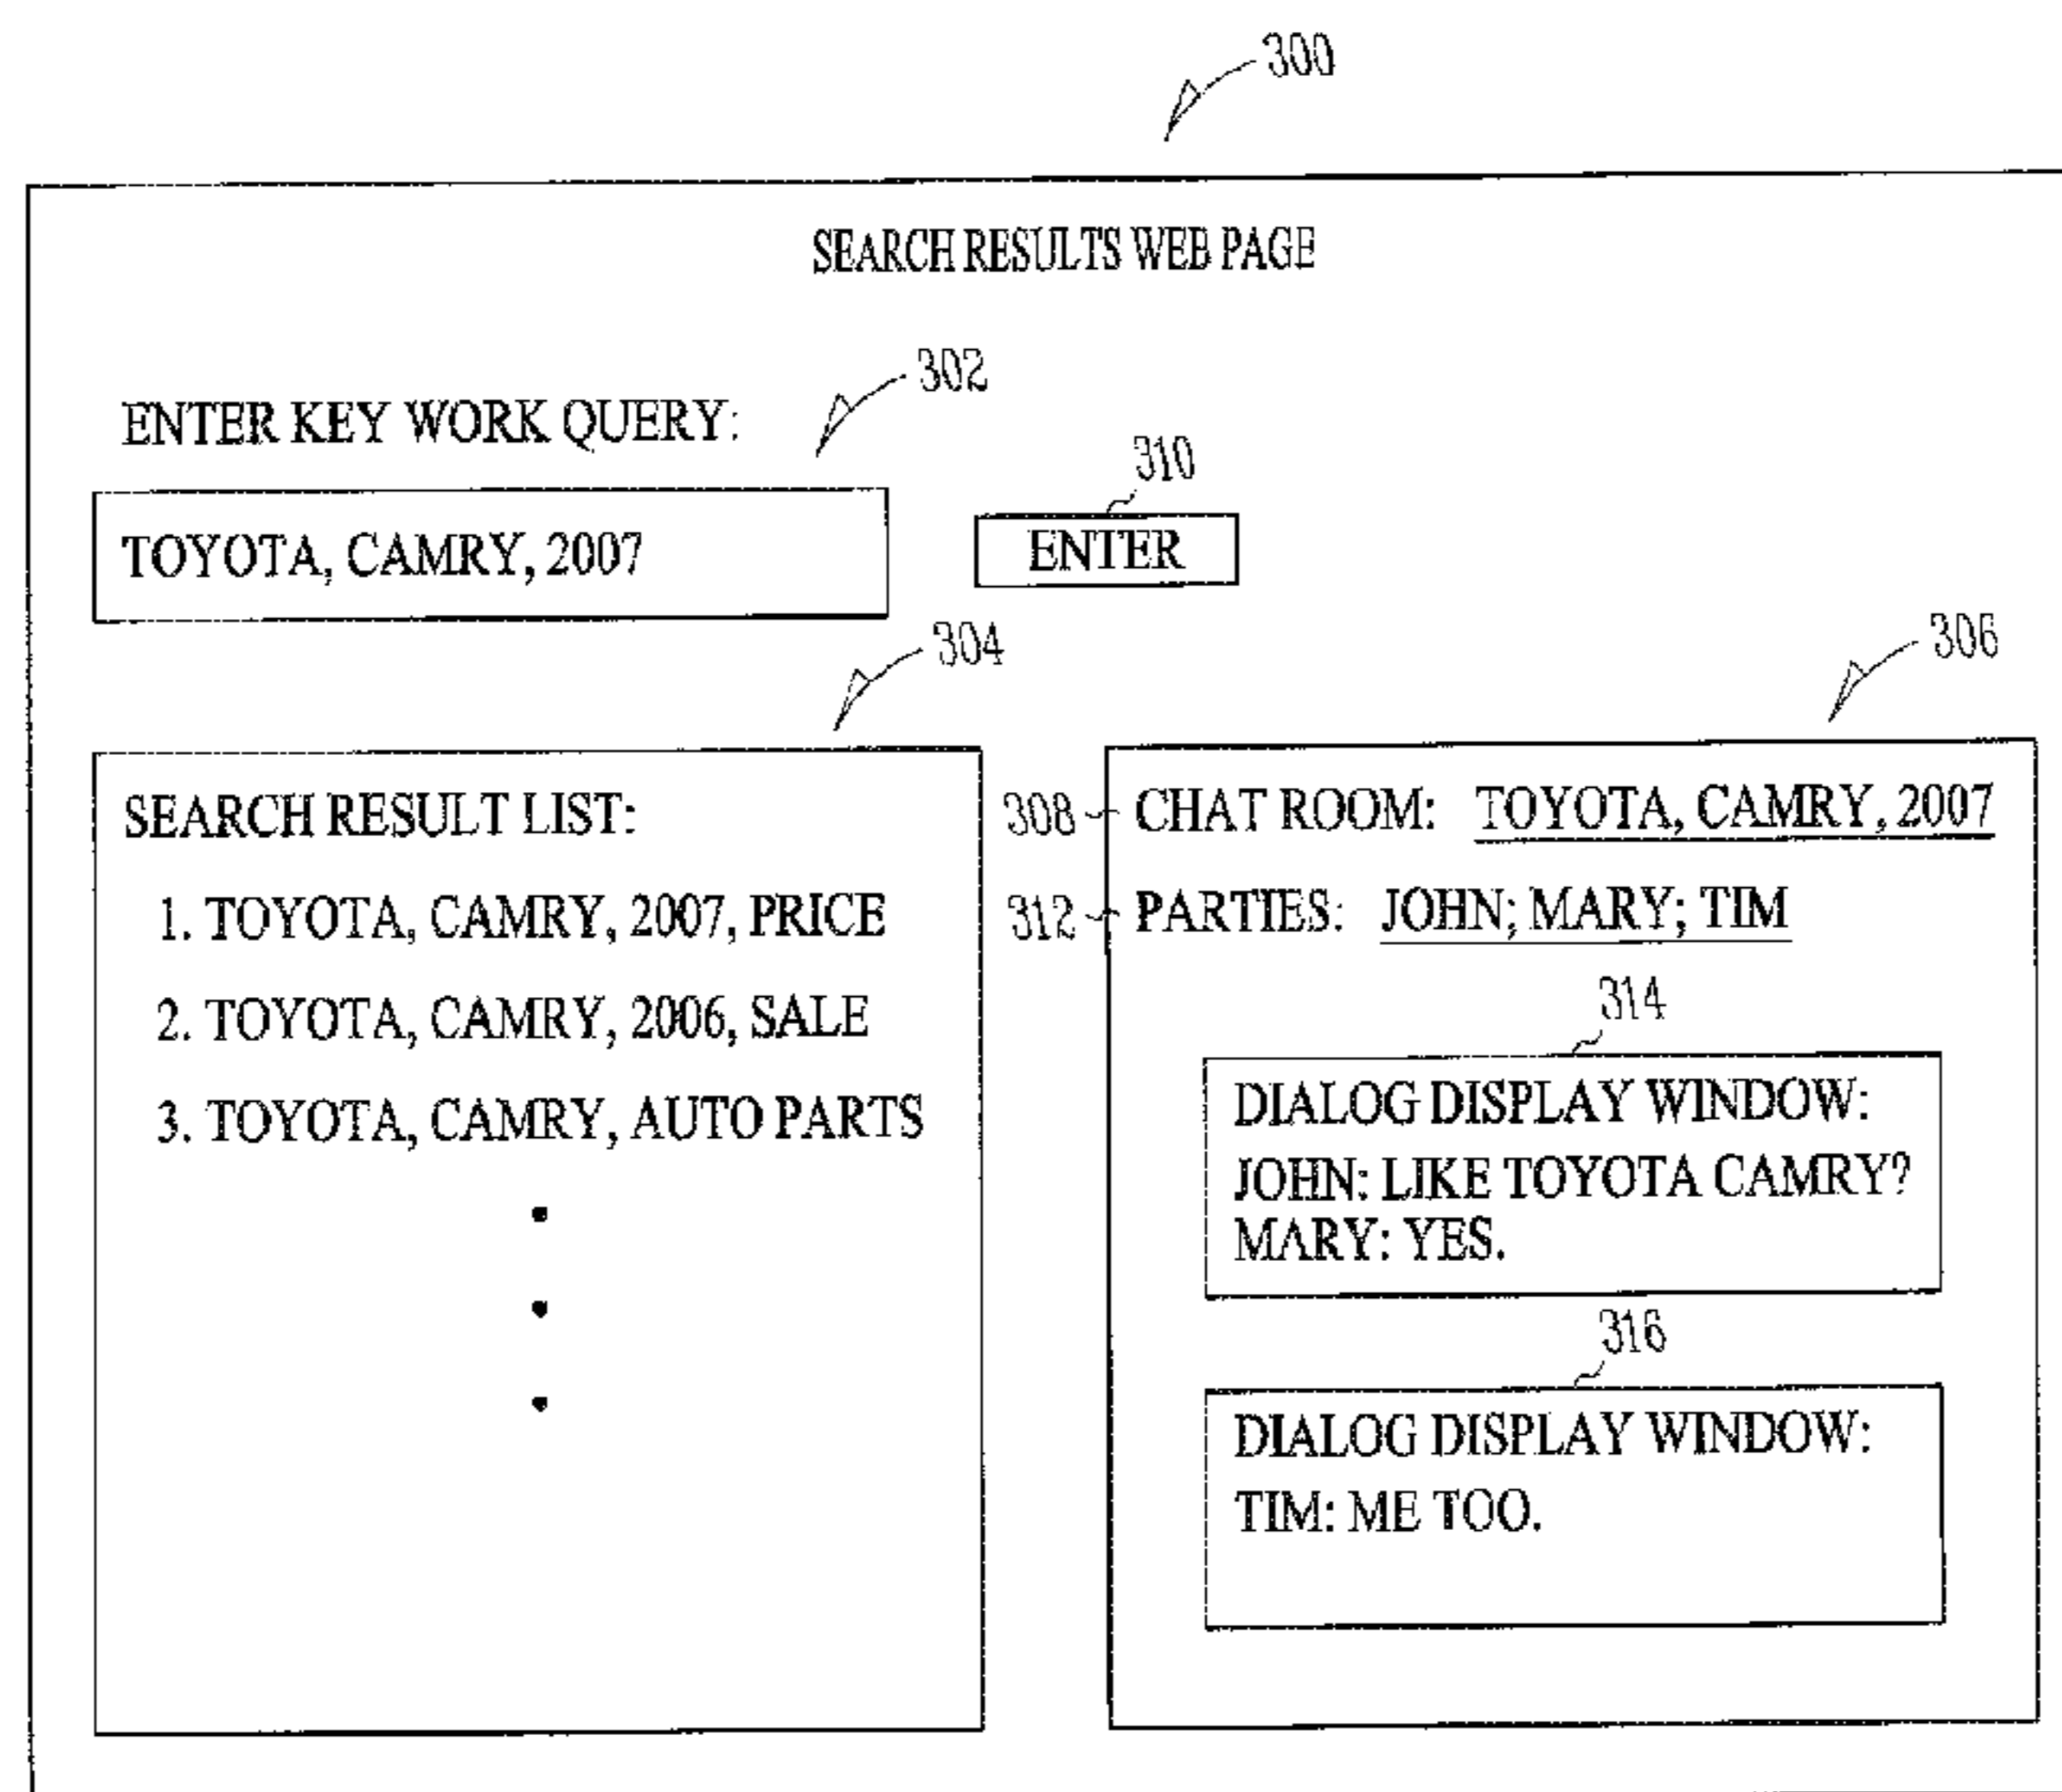 300
SEARCH RESULTS WEB PAGE
302
ENTER KEY WORK QUERY:
310
TOYOTA, CAMRY, 2007
ENTER
304
306
SEARCH RESULT LIST:
1. TOYOTA, CAMRY, 2007, PRICE
2. TOYOTA, CAMRY, 2006, SALE
3. TOYOTA, CAMRY, AUTO PARTS
308 CHAT ROOM: TOYOTA, CAMRY, 2007
312 PARTIES: JOHN; MARY; TIM
314
DIALOG DISPLAY WINDOW:
JOHN: LIKE TOYOTA CAMRY?
MARY: YES.
316
DIALOG DISPLAY WINDOW:
TIM: ME TOO.